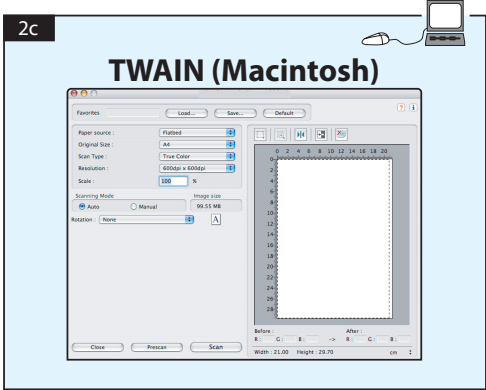 2c
TWAIN (Macintosh)
Favorites
Load...
Save...
Default
?
i
Paper source :
Flatbed
Original Size :
A4
Scan Type :
True Color
Resolution :
600dpi x 600dpi
Scale :
100 %
Scanning Mode
Image size
Auto
Manual
99.55 MB
Rotation :
None
A
0 2 4 6 8 10 12 14 16 18 20
0
2
4
6
8
10
12
14
16
18
20
22
24
26
28
Before :
After :
R : G : B : -> R : G : B :
Width : 21.00 Height : 29.70 cm
Close
Prescan
Scan